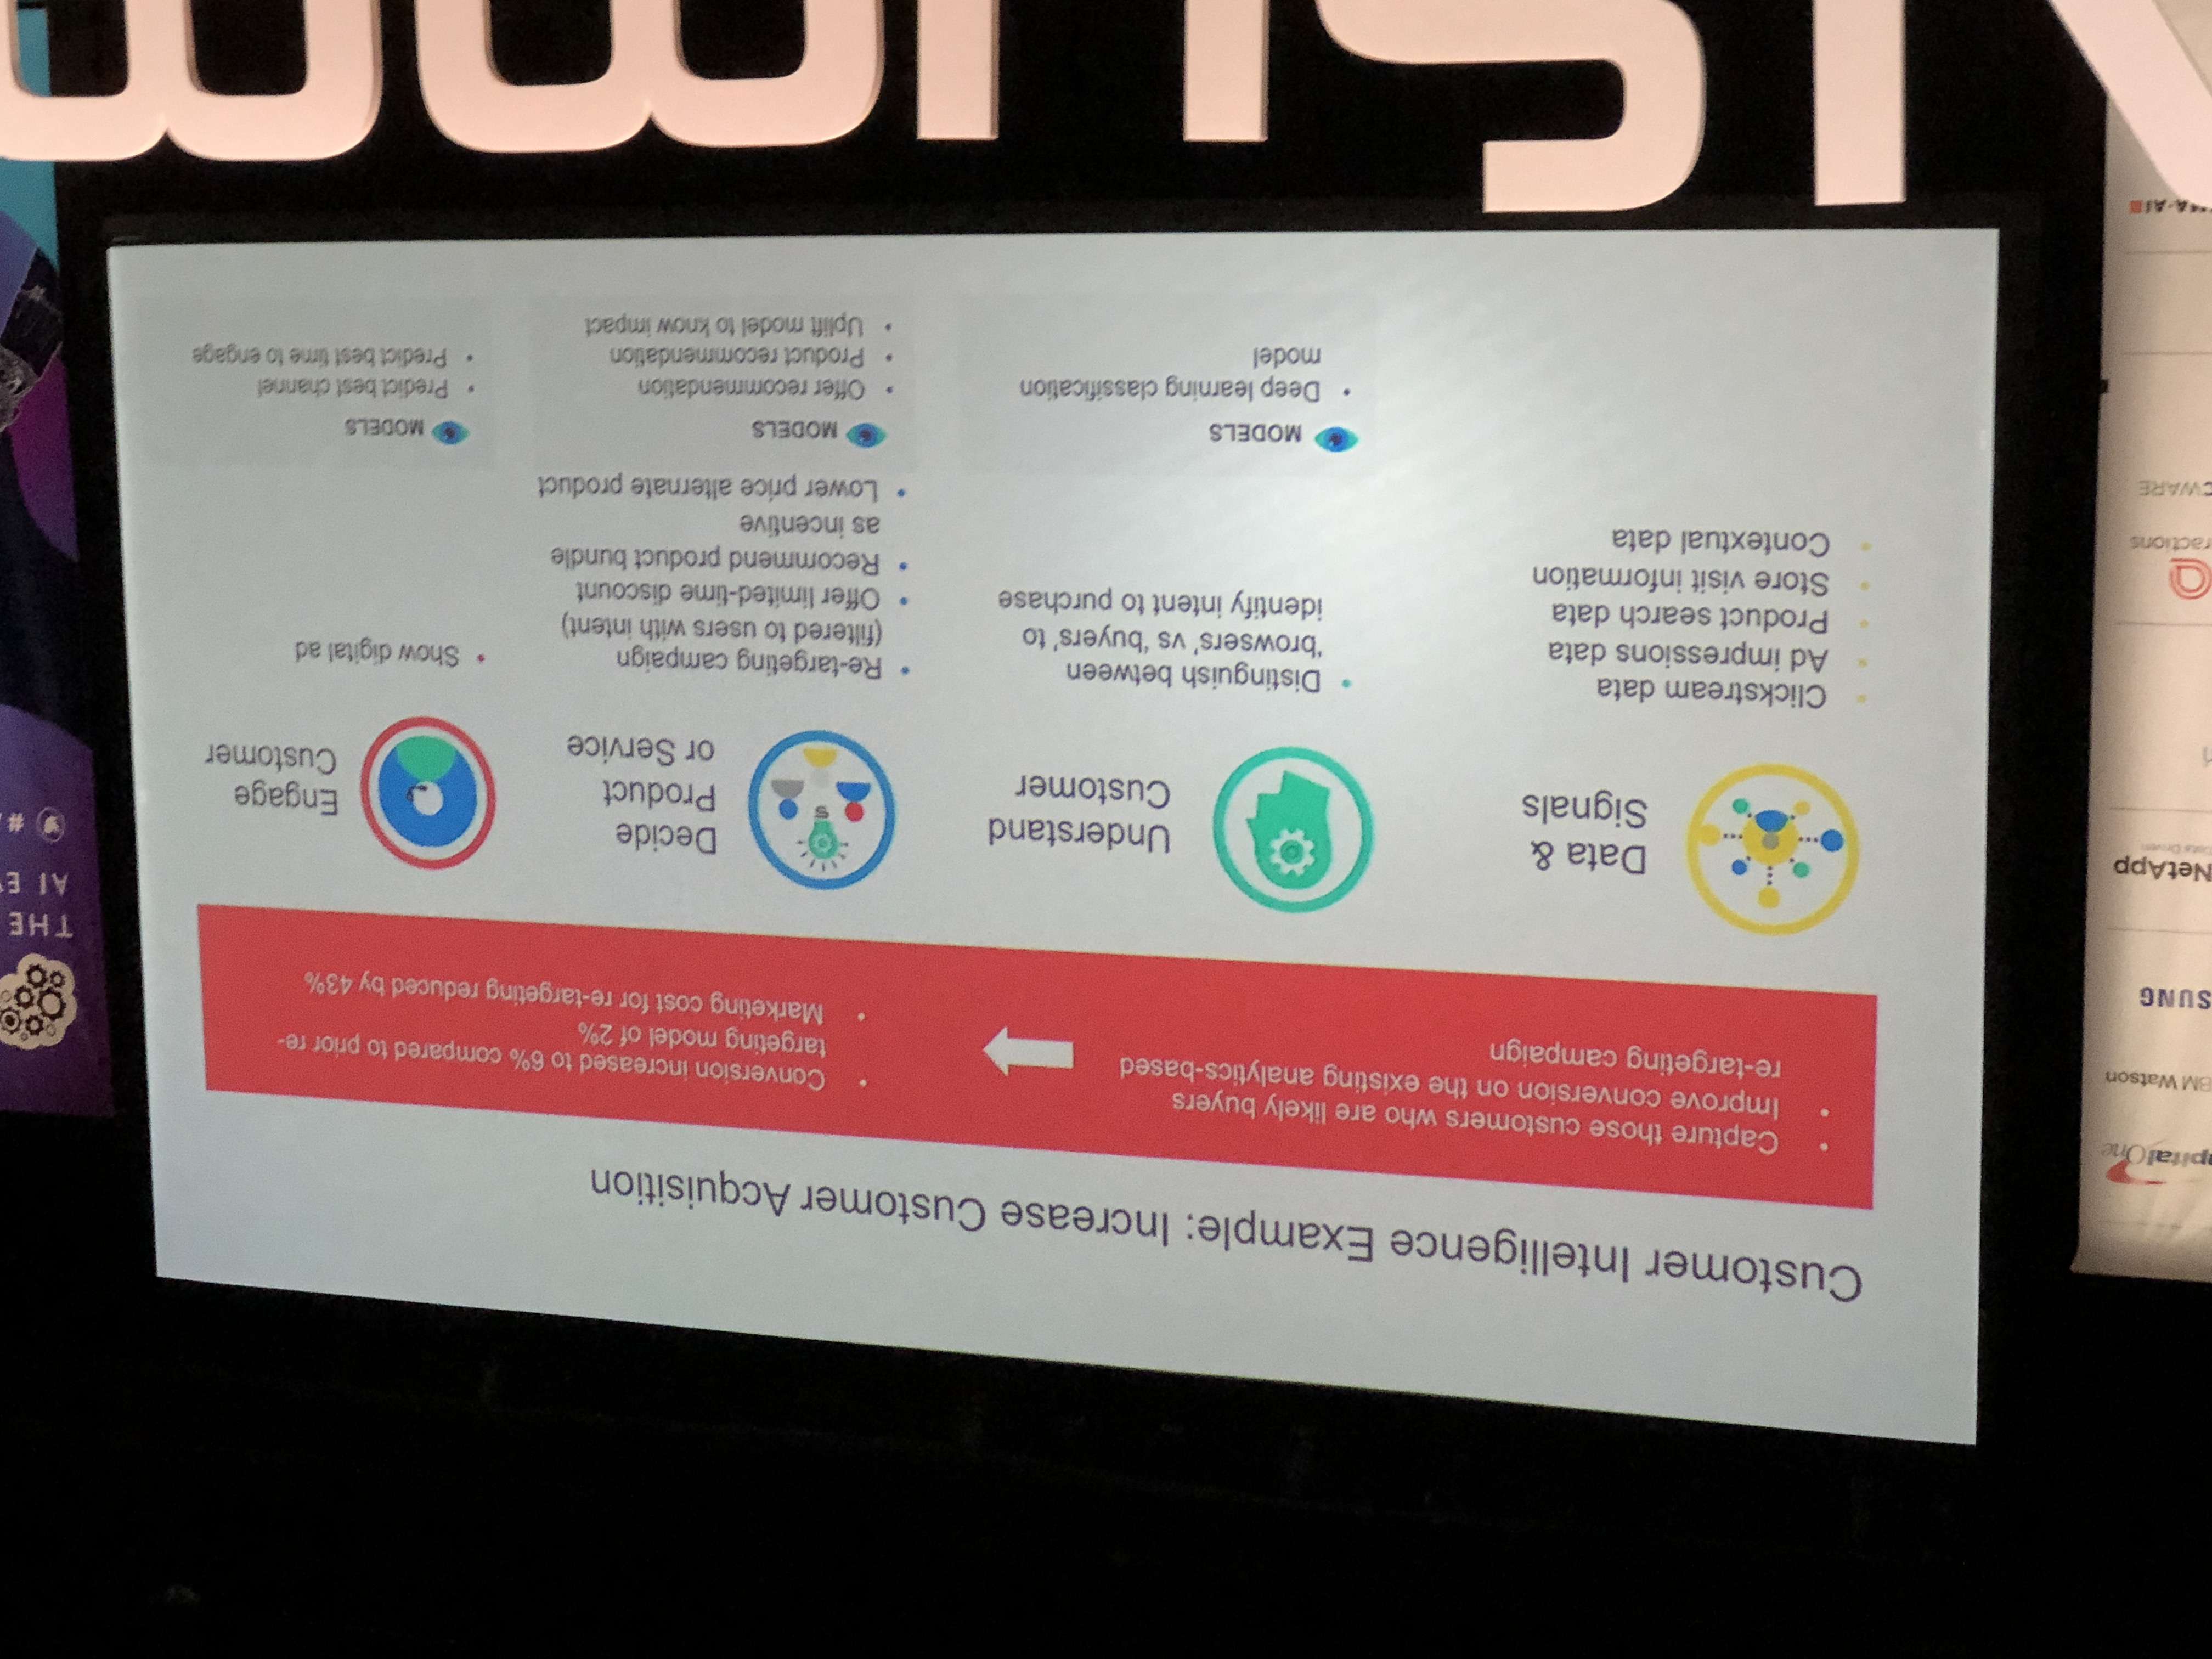 Customer Intelligence Example: Increase Customer Acquisition
• Capture those customers who are likely buyers
• Improve conversion on the existing analytics-based
re-targeting campaign
• Conversion increased to 6% compared to prior re-
targeting model of 2%
• Marketing cost for re-targeting reduced by 43%
Data &
Signals
• Clickstream data
• Ad impressions data
• Product search data
• Store visit information
• Contextual data
Understand
Customer
• Distinguish between
‘browsers’ vs ‘buyers’ to
identify intent to purchase
MODELS
• Deep learning classification
model
Decide
Product
or Service
• Re-targeting campaign
(filtered to users with intent)
• Offer limited-time discount
• Recommend product bundle
as incentive
• Lower price alternate product
MODELS
• Offer recommendation
• Product recommendation
• Uplift model to know impact
Engage
Customer
• Show digital ad
MODELS
• Predict best channel
• Predict best time to engage
pitalOne
BM Watson
SUNG
NetApp
Data Driven
ractions
CWARE
MA-AI
THE
AI E
#
AI Summ